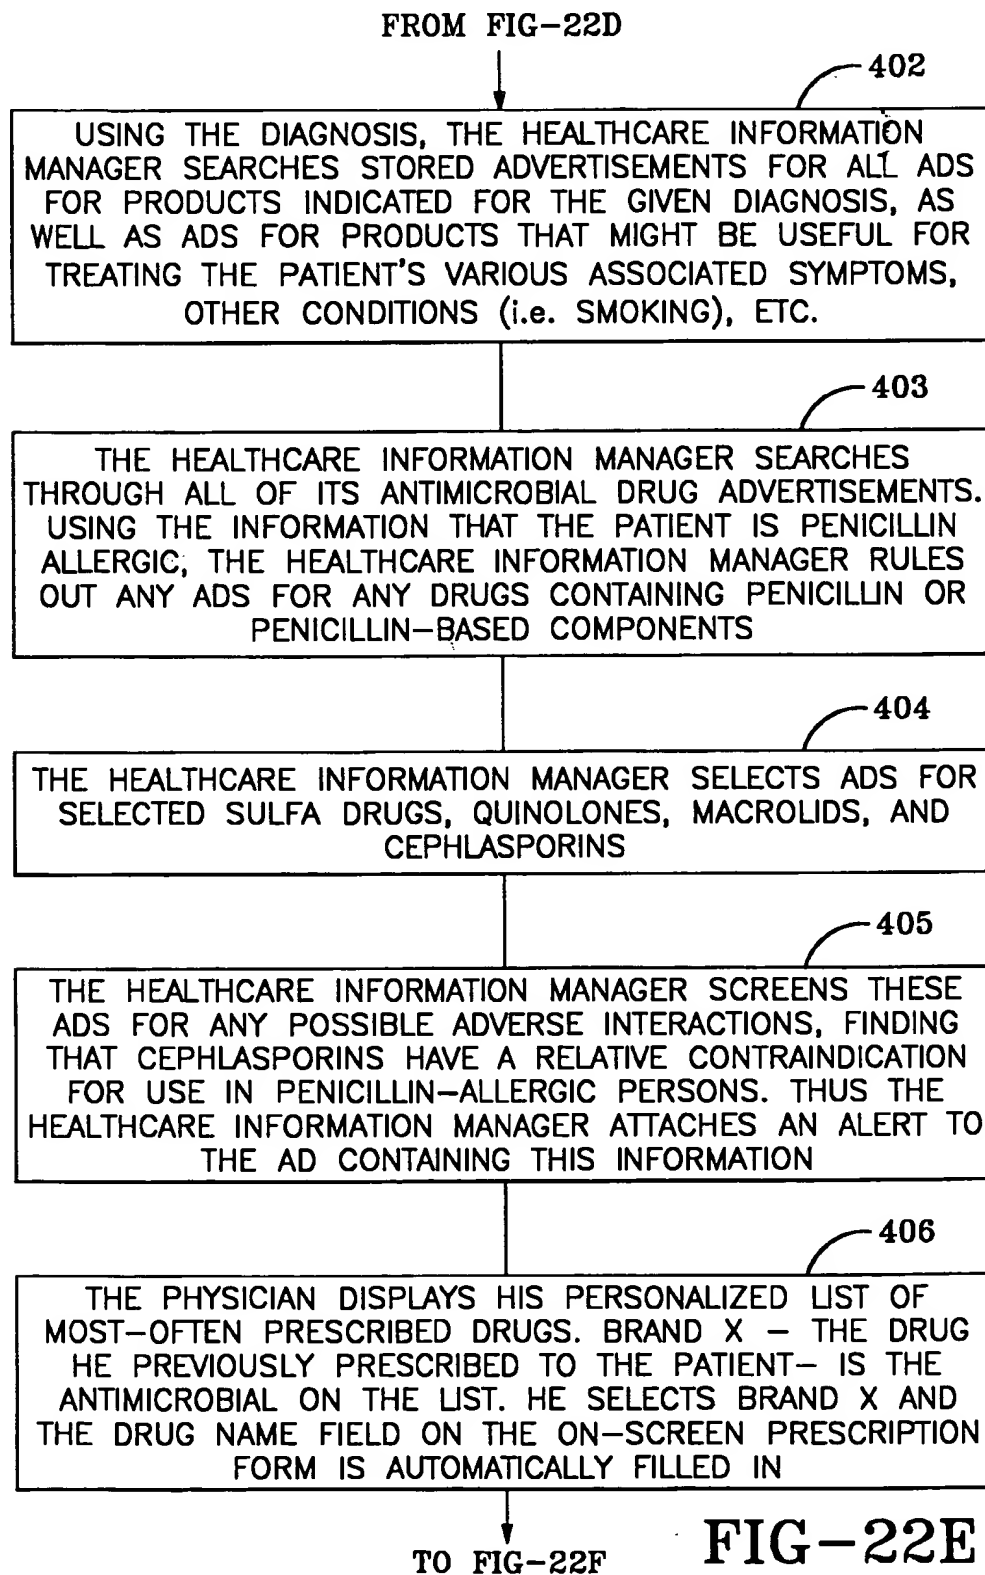 FROM FIG-22D
402
USING THE DIAGNOSIS, THE HEALTHCARE INFORMATION
MANAGER SEARCHES STORED ADVERTISEMENTS FOR ALL ADS
FOR PRODUCTS INDICATED FOR THE GIVEN DIAGNOSIS, AS
WELL AS ADS FOR PRODUCTS THAT MIGHT BE USEFUL FOR
TREATING THE PATIENT'S VARIOUS ASSOCIATED SYMPTOMS,
OTHER CONDITIONS (i.e. SMOKING), ETC.
403
THE HEALTHCARE INFORMATION MANAGER SEARCHES
THROUGH ALL OF ITS ANTIMICROBIAL DRUG ADVERTISEMENTS.
USING THE INFORMATION THAT THE PATIENT IS PENICILLIN
ALLERGIC, THE HEALTHCARE INFORMATION MANAGER RULES
OUT ANY ADS FOR ANY DRUGS CONTAINING PENICILLIN OR
PENICILLIN-BASED COMPONENTS
404
THE HEALTHCARE INFORMATION MANAGER SELECTS ADS FOR
SELECTED SULFA DRUGS, QUINOLONES, MACROLIDS, AND
CEPHLASPORINS
405
THE HEALTHCARE INFORMATION MANAGER SCREENS THESE
ADS FOR ANY POSSIBLE ADVERSE INTERACTIONS, FINDING
THAT CEPHLASPORINS HAVE A RELATIVE CONTRAINDICATION
FOR USE IN PENICILLIN-ALLERGIC PERSONS. THUS THE
HEALTHCARE INFORMATION MANAGER ATTACHES AN ALERT TO
THE AD CONTAINING THIS INFORMATION
406
THE PHYSICIAN DISPLAYS HIS PERSONALIZED LIST OF
MOST-OFTEN PRESCRIBED DRUGS. BRAND X - THE DRUG
HE PREVIOUSLY PRESCRIBED TO THE PATIENT- IS THE
ANTIMICROBIAL ON THE LIST. HE SELECTS BRAND X AND
THE DRUG NAME FIELD ON THE ON-SCREEN PRESCRIPTION
FORM IS AUTOMATICALLY FILLED IN
TO FIG-22F
FIG-22E